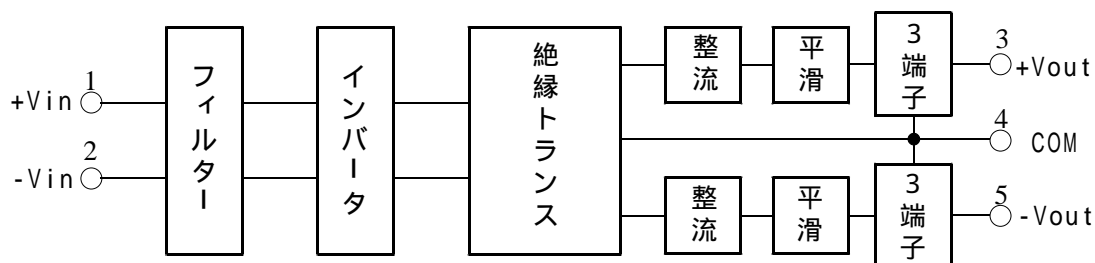 +Vin
1
-Vin
2
フィルター
インバータ
絶縁トランス
整流
平滑
3端子
3
+Vout
4
COM
整流
平滑
3端子
5
-Vout